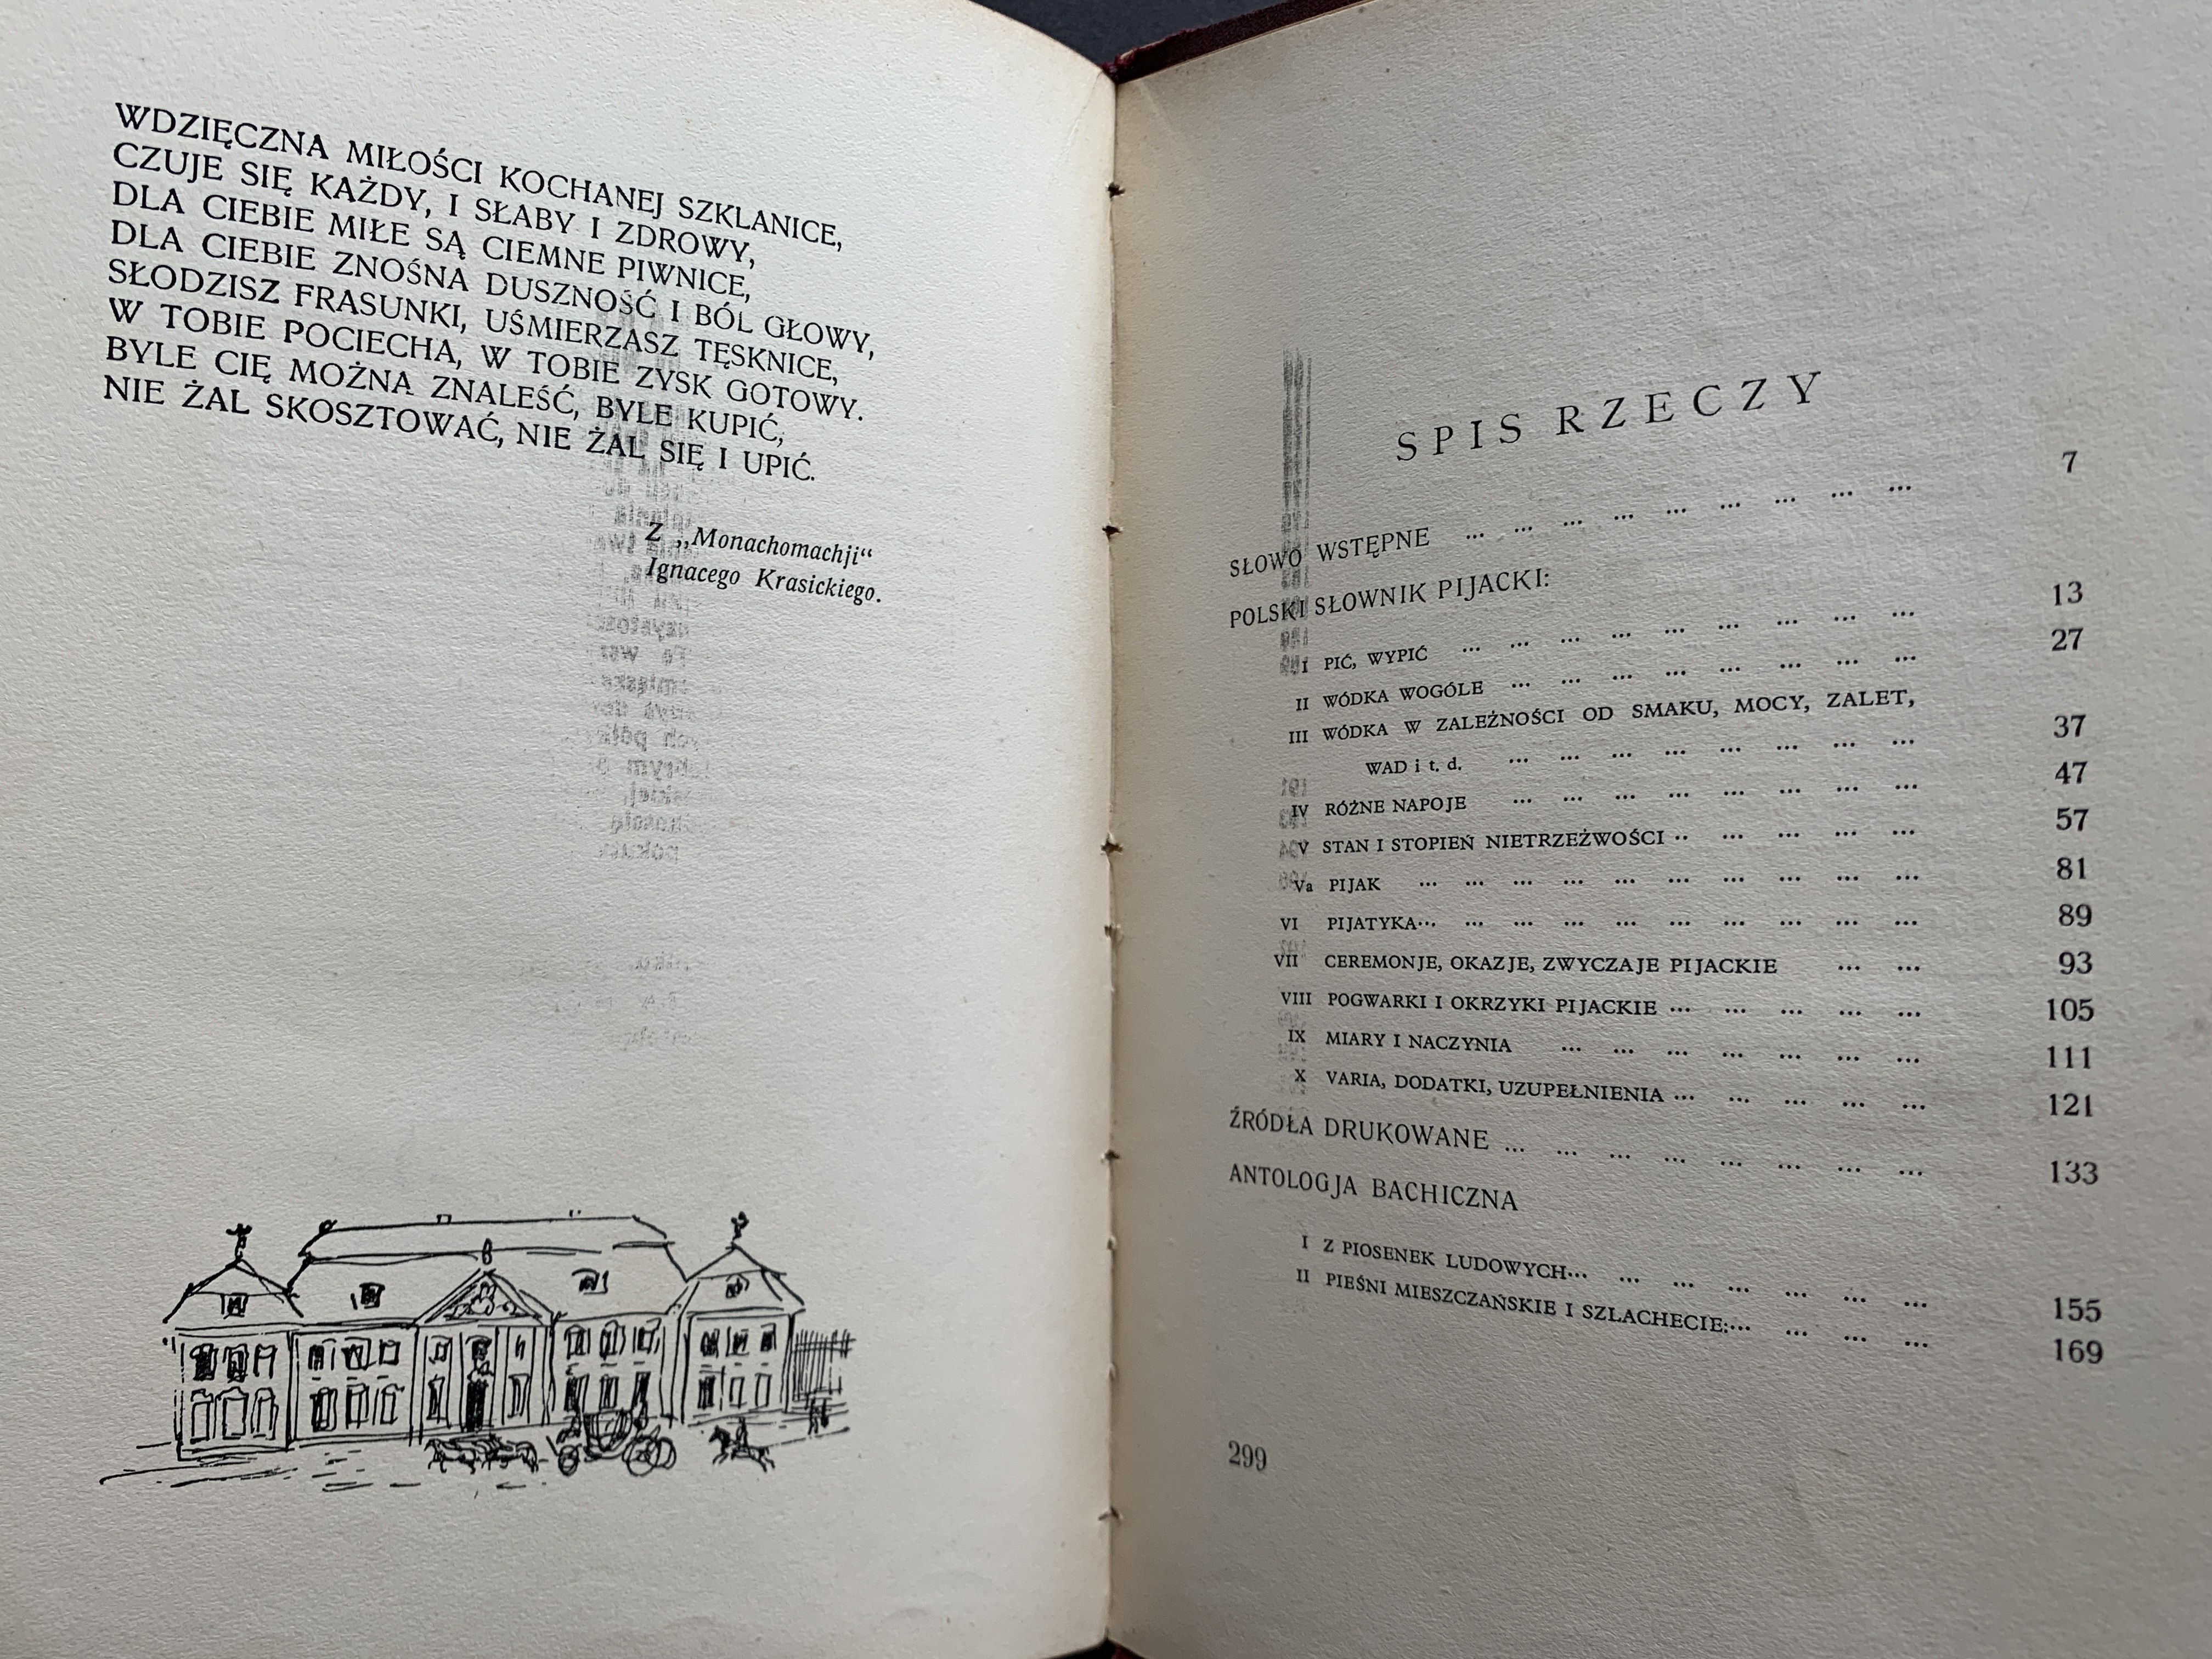 WDZIĘCZNA MIŁOŚCI KOCHANEJ SZKLANICE,
CZUJE SIĘ KAŻDY, I SŁABY I ZDROWY,
DLA CIEBIE MIŁE SĄ CIEMNE PIWNICE,
DLA CIEBIE ZNOŚNA DUSZNOŚĆ I BÓL GŁOWY,
SŁODZISZ FRASUNKI, UŚMIERZASZ TĘSKNICE,
W TOBIE POCIECHA, W TOBIE ZYSK GOTOWY.
BYLE CIĘ MOŻNĄ ZNALEŚĆ, BYLE KUPIĆ,
NIE ŻAL SKOSZTOWAĆ, NIE ŻAL SIĘ I UPIĆ.
Z „Monachomachji“
Ignacego Krasickiego.
SPIS RZECZY
SŁOWO WSTĘPNE ... ... ... ... ... ... ... ... ... 7
POLSKI SŁOWNIK PIJACKI:
I PIĆ, WYPIĆ ... ... ... ... ... ... ... ... ... 13
II WÓDKA WOGÓLE ... ... ... ... ... ... ... ... 27
III WÓDKA W ZALEŻNOŚCI OD SMAKU, MOCY, ZALET,
WAD i t. d. ... ... ... ... ... ... ... ... 37
IV RÓŻNE NAPOJE ... ... ... ... ... ... ... ... 47
V STAN I STOPIEŃ NIETRZEŹWOŚCI .. ... ... ... ... 57
Va PIJAK ... ... ... ... ... ... ... ... ... ... 81
VI PIJATYKA... ... ... ... ... ... ... ... ... ... 89
VII CEREMONJE, OKAZJE, ZWYCZAJE PIJACKIE ... ... 93
VIII POGWARKI I OKRZYKI PIJACKIE ... ... ... ... ... 105
IX MIARY I NACZYNIA ... ... ... ... ... ... ... 111
X VARIA, DODATKI, UZUPEŁNIENIA ... ... ... ... ... 121
ŹRÓDŁA DRUKOWANE ... ... ... ... ... ... ... ... 133
ANTOLOGJA BACHICZNA
I Z PIOSENEK LUDOWYCH... ... ... ... ... ... ... 155
II PIEŚNI MIESZCZAŃSKIE I SZLACHECIE:... ... ... ... 169
299